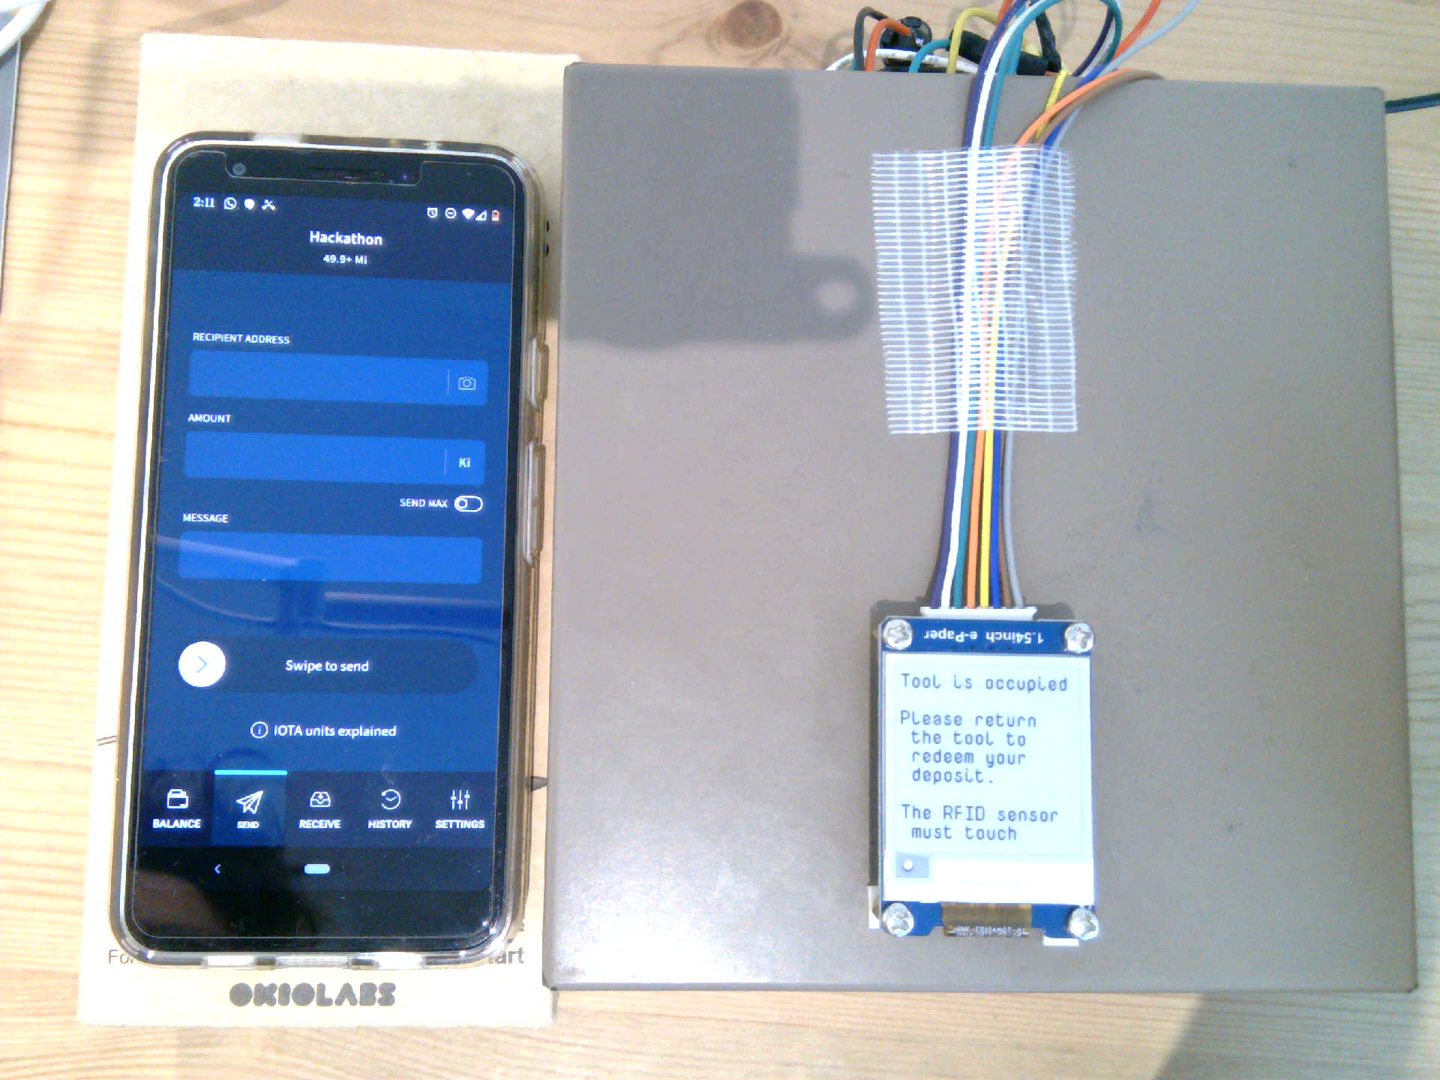 2:11
Hackathon
49.9+ Mi
RECIPIENT ADDRESS
AMOUNT
Ki
SEND MAX
MESSAGE
Swipe to send
IOTA units explained
BALANCE
SEND
RECEIVE
HISTORY
SETTINGS
OKIOLABS
1.54inch e-Paper
Tool is occupied
Please return
the tool to
redeem your
deposit.
The RFID sensor
must touch